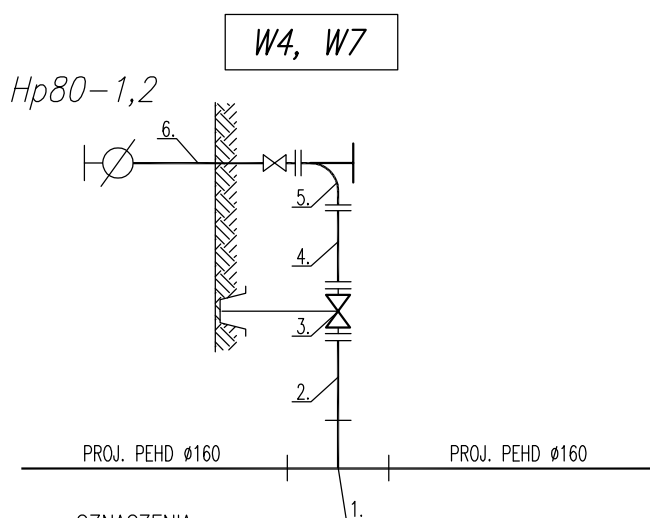 W4, W7
Hp80-1,2
6.
5.
4.
3.
2.
PROJ. PEHD ø160
PROJ. PEHD ø160
1.